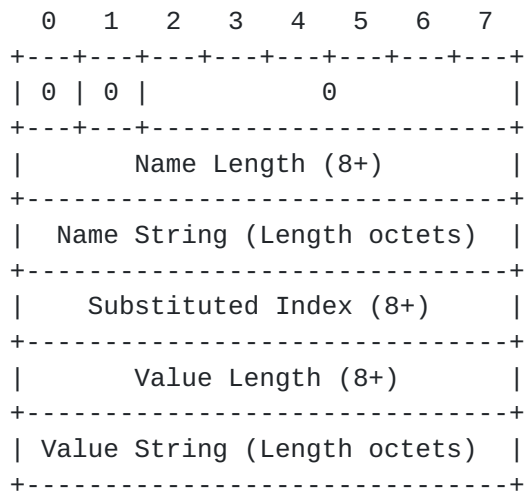 0   1   2   3   4   5   6   7
+---+---+---+---+---+---+---+---+
| 0 | 0 |           0           |
+---+---+-----------------------+
|       Name Length (8+)        |
+-------------------------------+
|  Name String (Length octets)  |
+-------------------------------+
|    Substituted Index (8+)     |
+-------------------------------+
|       Value Length (8+)       |
+-------------------------------+
| Value String (Length octets)  |
+-------------------------------+